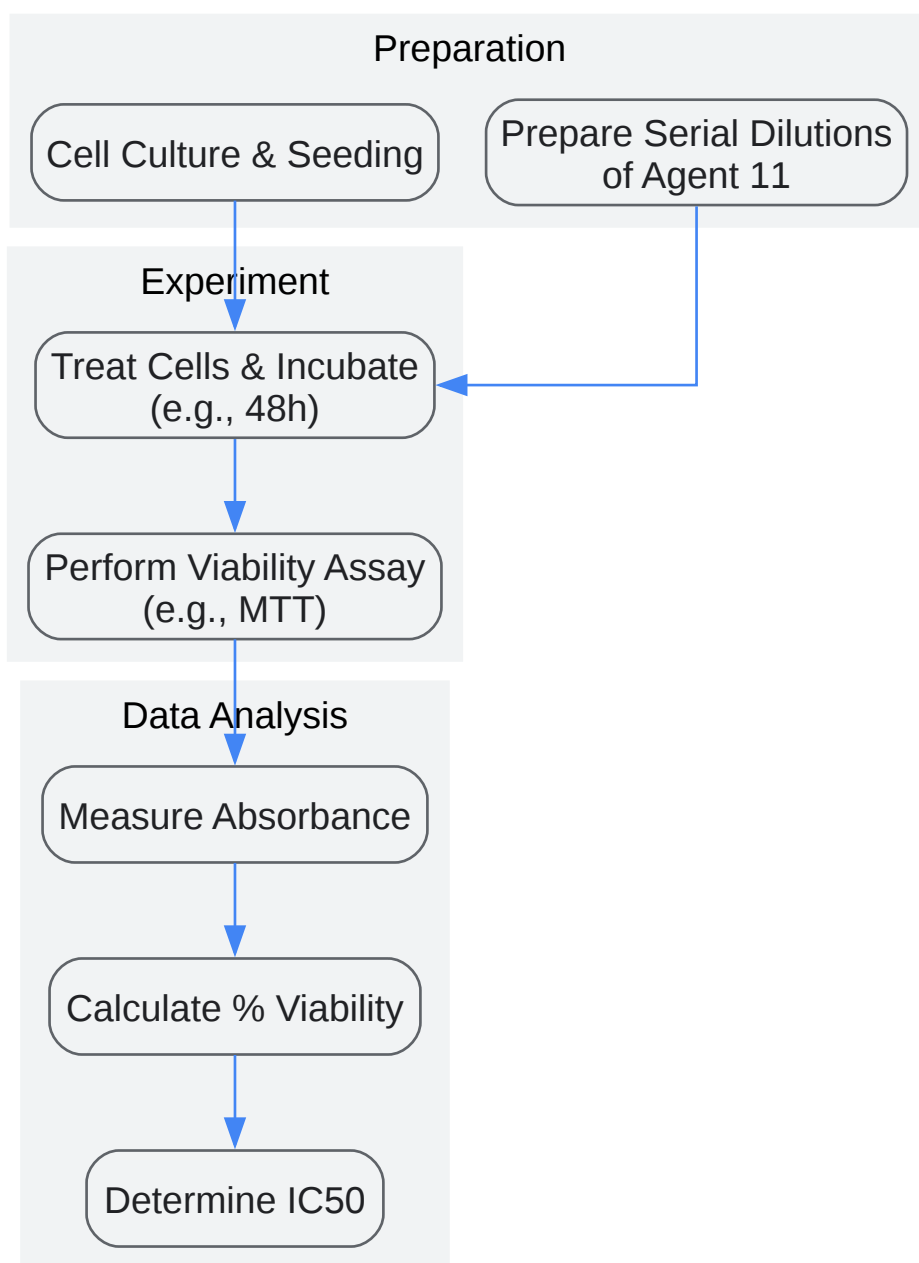 Preparation
Cell Culture & Seeding
Prepare Serial Dilutions
of Agent 11
Experiment
Treat Cells & Incubate
(e.g., 48h)
Perform Viability Assay
(e.g., MTT)
Data Analysis
Measure Absorbance
Calculate % Viability
Determine IC50